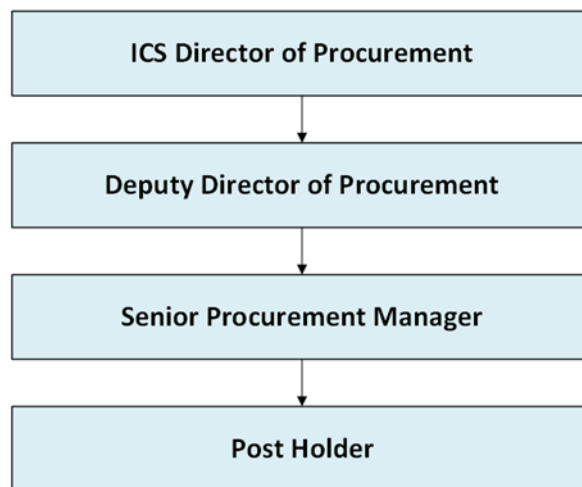 ICS Director of Procurement
Deputy Director of Procurement
Senior Procurement Manager
Post Holder